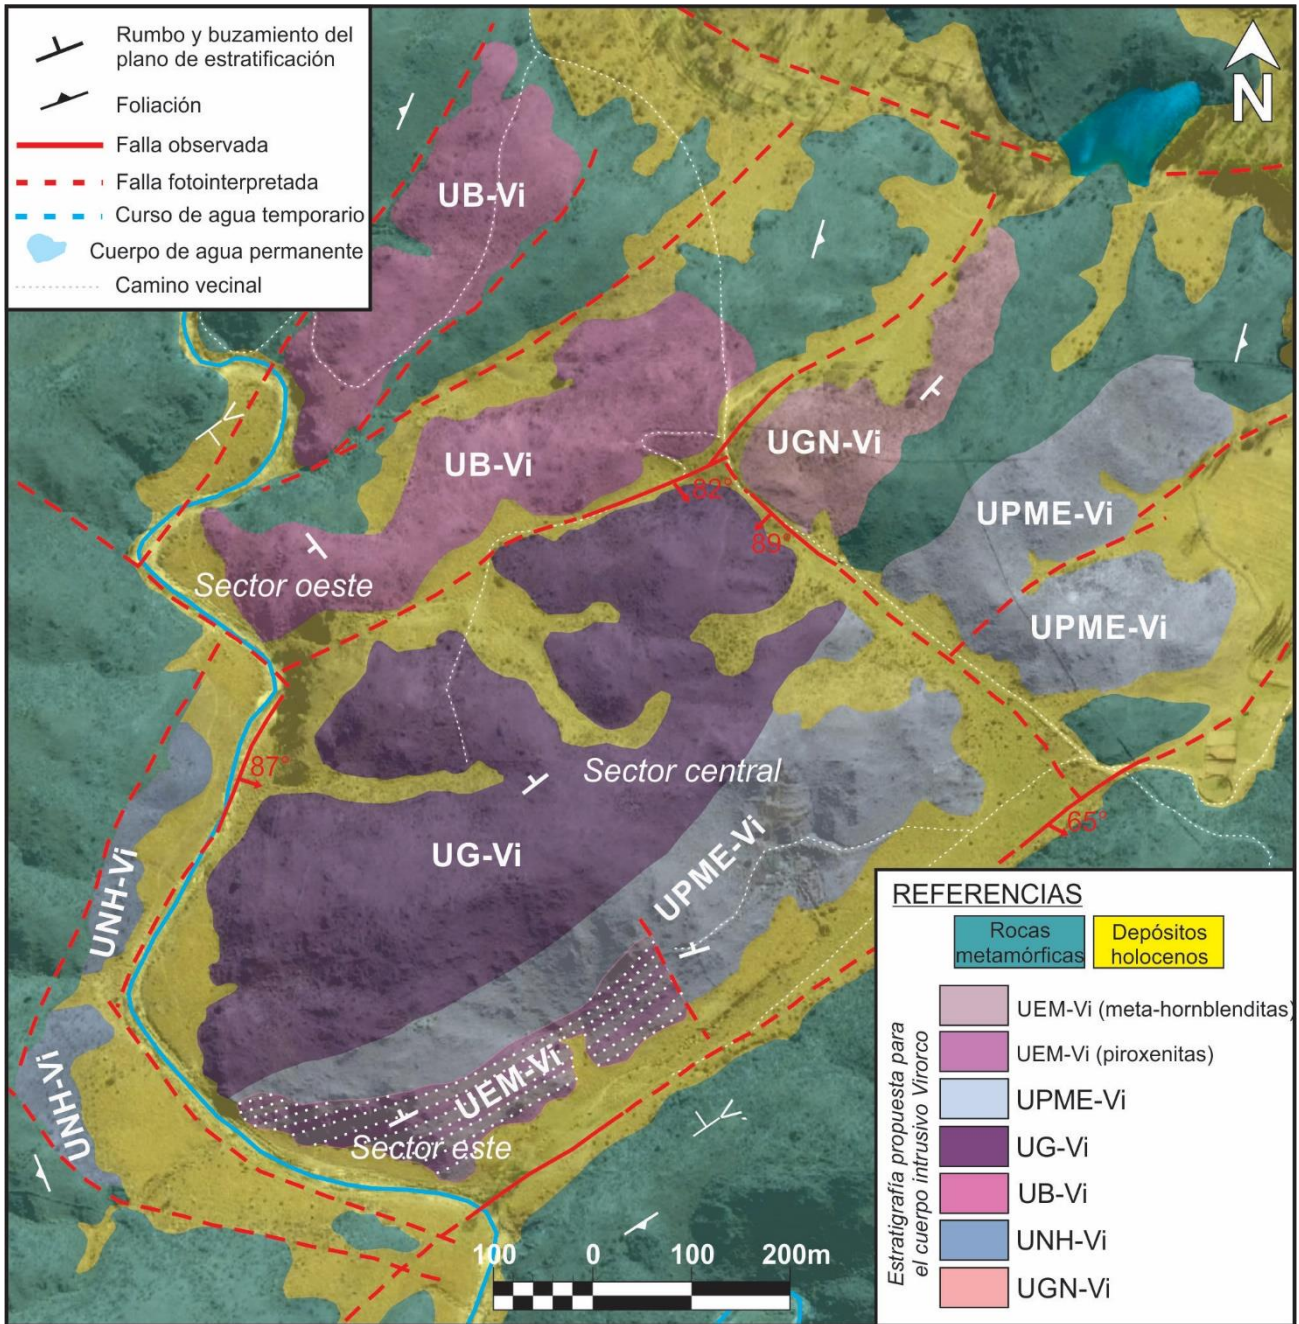 Rumbo y buzamiento del
plano de estratificación
Foliación
Falla observada
Falla fotointerpretada
Curso de agua temporario
Cuerpo de agua permanente
Camino vecinal
N
UB-Vi
UGN-Vi
UB-Vi
82°
UPME-Vi
89
Sector oeste
UPME-Vi
87°
Sector central
65°
UG-Vi
UPME-Vi
UNH-Vi
UEM-Vi
UNH-Vi
Sector este
100 0 100 200m
REFERENCIAS
Rocas
metamórficas
Depósitos
holocenos
Estratigrafía propuesta para
el cuerpo intrusivo Virorco
UEM-Vi (meta-hornblenditas)
UEM-Vi (piroxenitas)
UPME-Vi
UG-Vi
UB-Vi
UNH-Vi
UGN-Vi